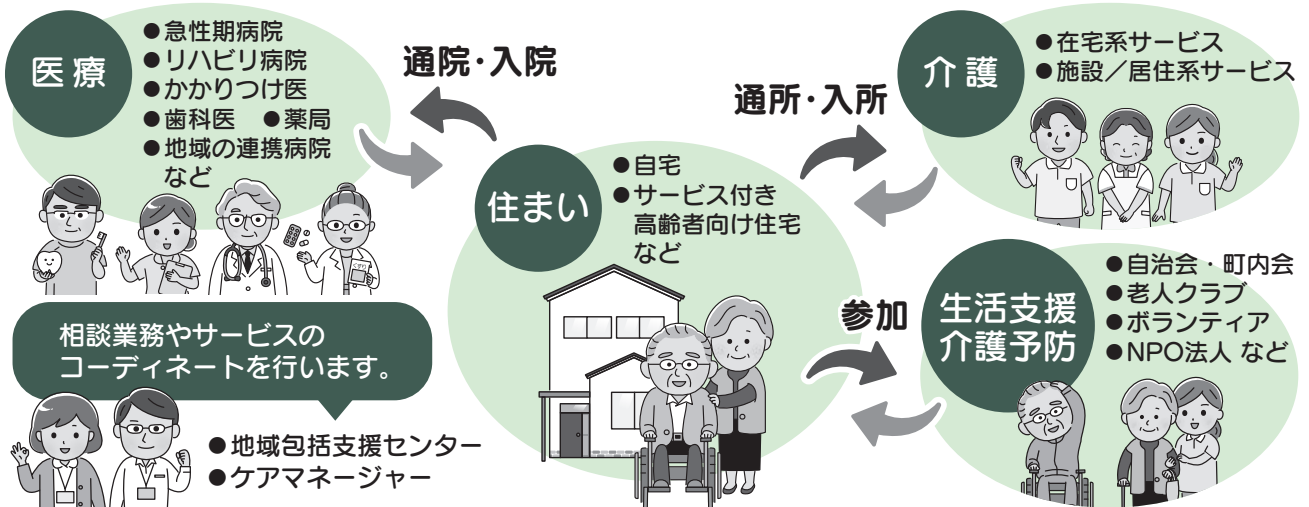 医療
●急性期病院
●リハビリ病院
●かかりつけ医
●歯科医 ●薬局
●地域の連携病院
など
通院・入院
住まい
●自宅
●サービス付き
高齢者向け住宅
など
通所・入所
介護
●在宅系サービス
●施設／居住系サービス
参加
生活支援
介護予防
●自治会・町内会
●老人クラブ
●ボランティア
●NPO法人 など
相談業務やサービスの
コーディネートを行います。
●地域包括支援センター
●ケアマネージャー
くすり